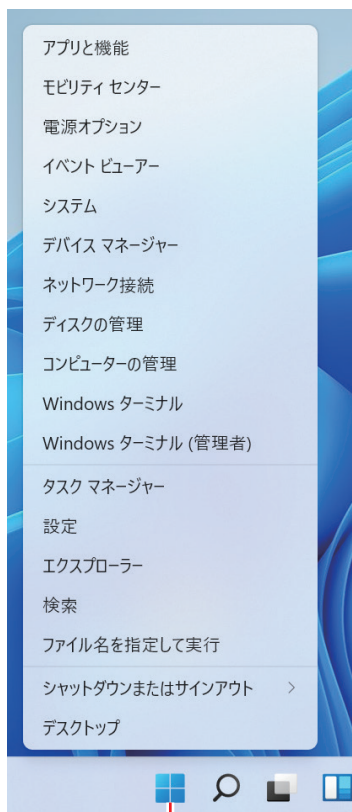 アプリと機能
モビリティ センター
電源オプション
イベント ビューアー
システム
デバイス マネージャー
ネットワーク接続
ディスクの管理
コンピューターの管理
Windows ターミナル
Windows ターミナル (管理者)
タスク マネージャー
設定
エクスプローラー
検索
ファイル名を指定して実行
シャットダウンまたはサインアウト
デスクトップ